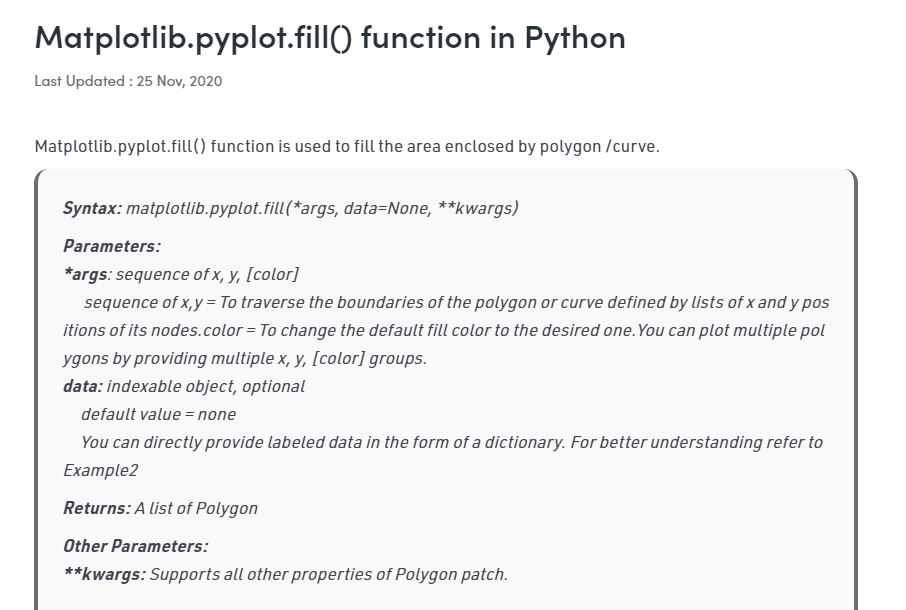 Matplotlib.pyplot.fill() function in Python
Last Updated : 25 Nov, 2020
Matplotlib.pyplot.fill() function is used to fill the area enclosed by polygon /curve.
Syntax: matplotlib.pyplot.fill(*args, data=None, **kwargs)
Parameters:
*args: sequence of x, y, [color]
sequence of x,y = To traverse the boundaries of the polygon or curve defined by lists of x and y pos
itions of its nodes.color = To change the default fill color to the desired one.You can plot multiple pol
ygons by providing multiple x, y, [color] groups.
data: indexable object, optional
default value = none
You can directly provide labeled data in the form of a dictionary. For better understanding refer to
Example2
Returns: A list of Polygon
Other Parameters:
**kwargs: Supports all other properties of Polygon patch.